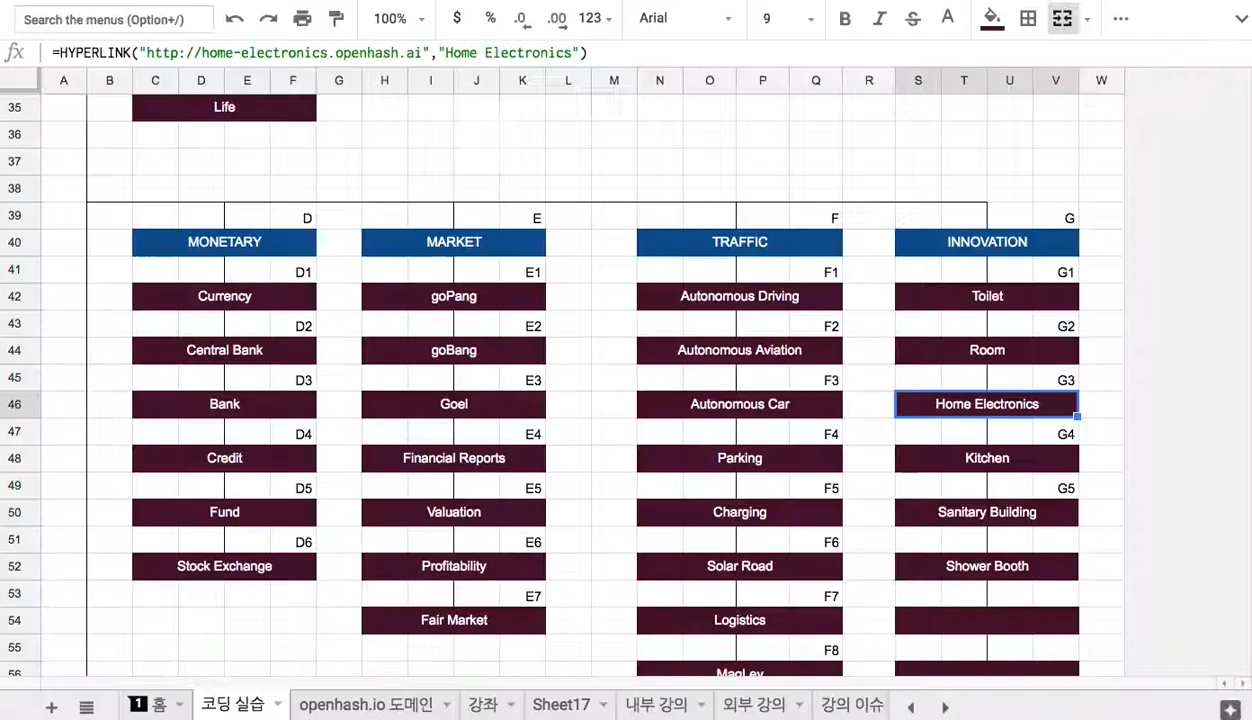 Search the menus (Option+/)
100%
$ % .0 .00 123
Arial
9
B I S A
fx =HYPERLINK("http://home-electronics.openhash.ai","Home Electronics")
A B C D E F G H I J K L M N O P Q R S T U V W
35 Life
36
37
38
39 D E F G
40 MONETARY MARKET TRAFFIC INNOVATION
41 D1 E1 F1 G1
42 Currency goPang Autonomous Driving Toilet
43 D2 E2 F2 G2
44 Central Bank goBang Autonomous Aviation Room
45 D3 E3 F3 G3
46 Bank Goel Autonomous Car Home Electronics
47 D4 E4 F4 G4
48 Credit Financial Reports Parking Kitchen
49 D5 E5 F5 G5
50 Fund Valuation Charging Sanitary Building
51 D6 E6 F6
52 Stock Exchange Profitability Solar Road Shower Booth
53 E7 F7
54 Fair Market Logistics
55 F8
56 MagLev
1 홈 코딩 실습 openhash.io 도메인 강좌 Sheet17 내부 강의 외부 강의 강의 이슈